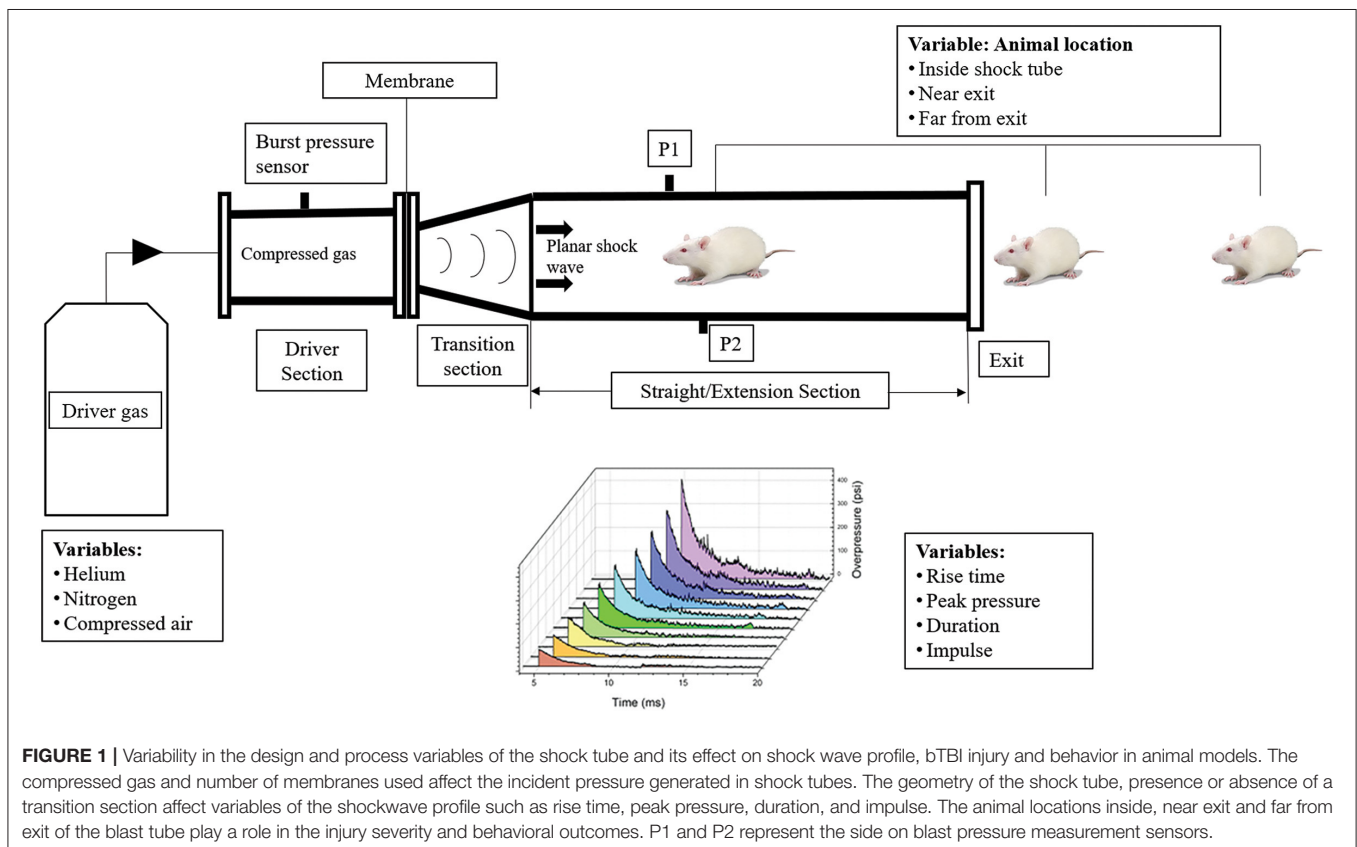 Variable: Animal location
• Inside shock tube
• Near exit
• Far from exit
Membrane
Burst pressure
sensor
P1
Compressed gas
Planar shock
wave
Driver
Section
Transition
section
P2
Exit
Straight/Extension Section
Driver gas
Variables:
• Helium
• Nitrogen
• Compressed air
400
300
200
100
0
Overpressure (psi)
5 10 15 20
Time (ms)
Variables:
• Rise time
• Peak pressure
• Duration
• Impulse
FIGURE 1 | Variability in the design and process variables of the shock tube and its effect on shock wave profile, bTBI injury and behavior in animal models. The
compressed gas and number of membranes used affect the incident pressure generated in shock tubes. The geometry of the shock tube, presence or absence of a
transition section affect variables of the shockwave profile such as rise time, peak pressure, duration, and impulse. The animal locations inside, near exit and far from
exit of the blast tube play a role in the injury severity and behavioral outcomes. P1 and P2 represent the side on blast pressure measurement sensors.